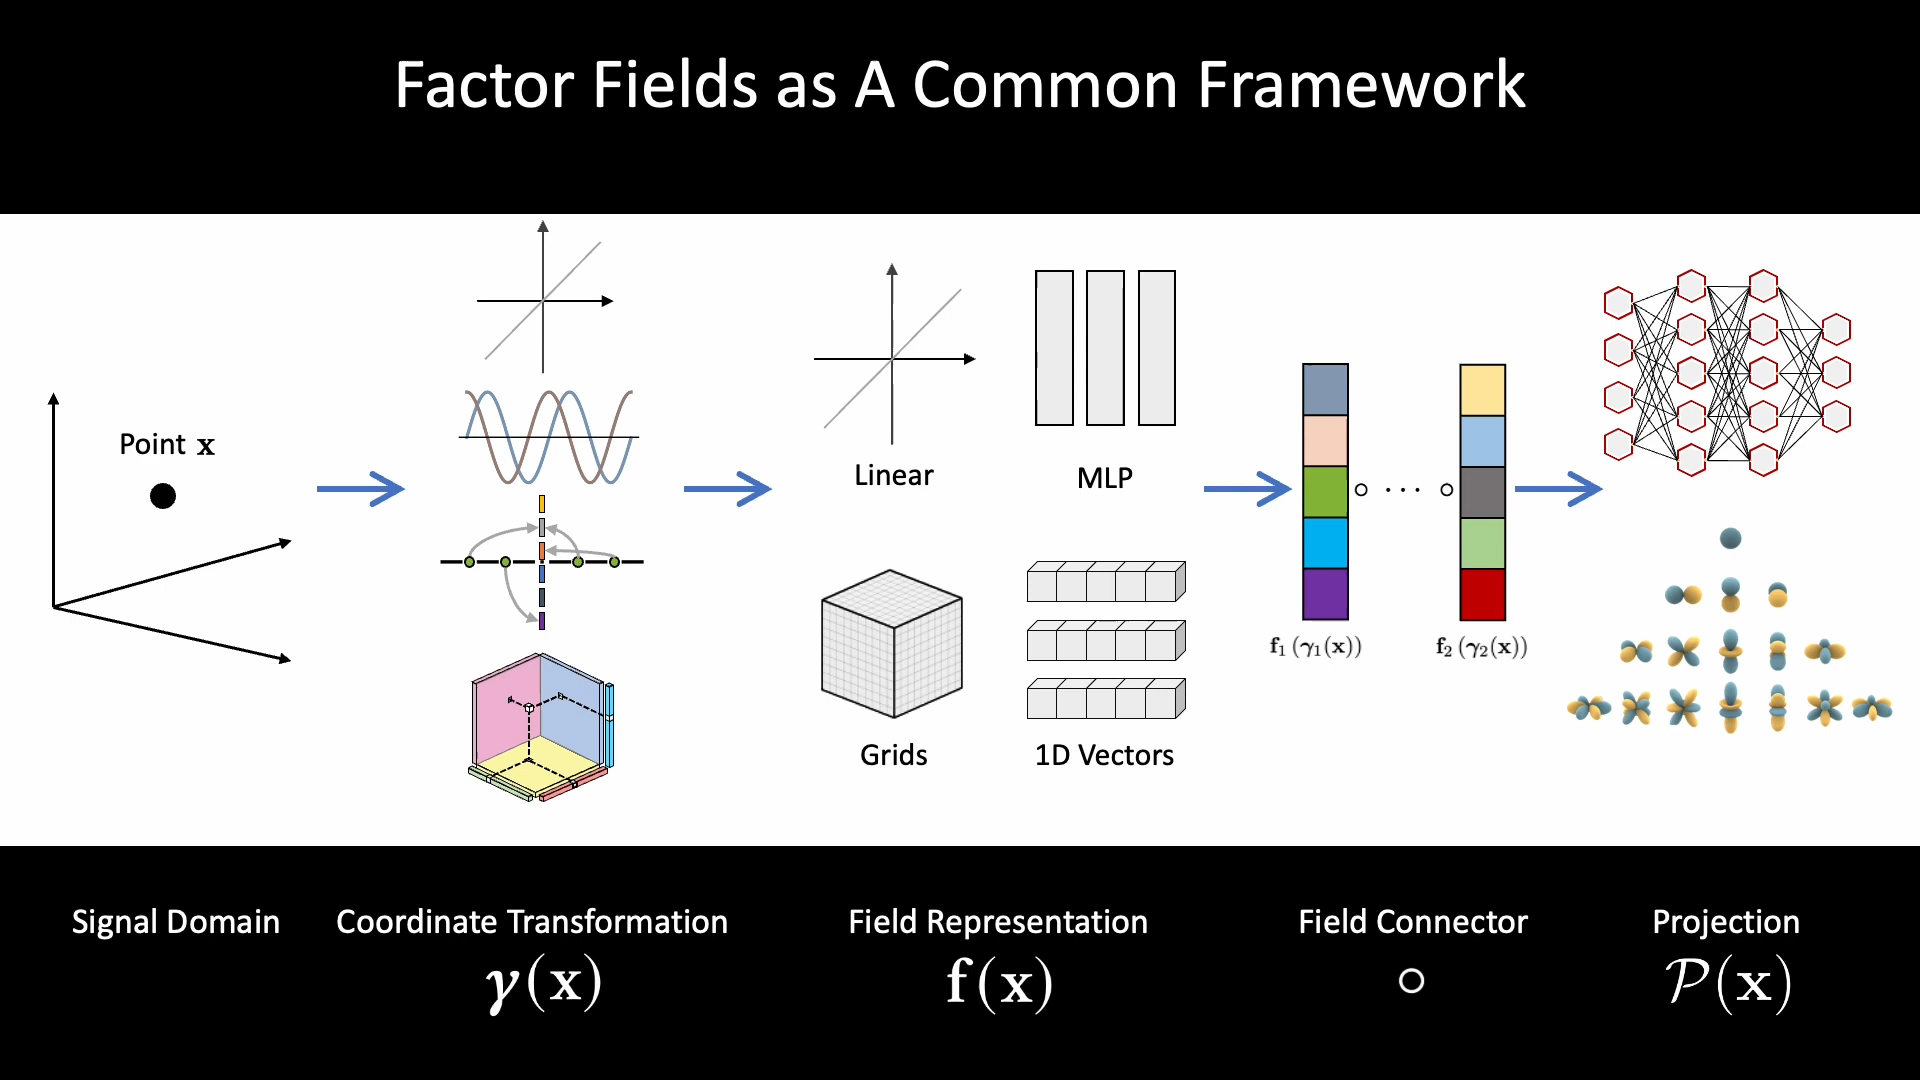 Factor Fields as A Common Framework
Point x
Linear
MLP
Grids
1D Vectors
∘ ··· ∘
f₁ (γ₁(x))
f₂ (γ₂(x))
Signal Domain
Coordinate Transformation
γ(x)
Field Representation
f(x)
Field Connector
∘
Projection
𝒫(x)